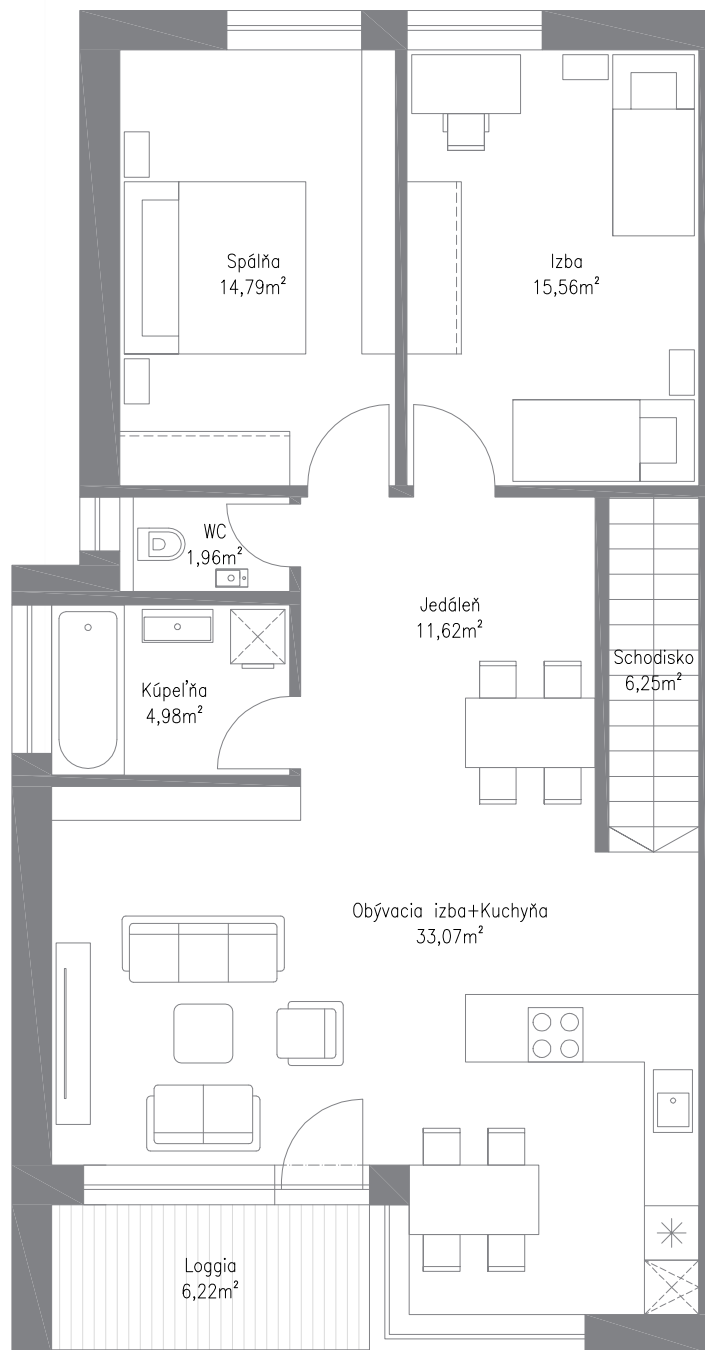 Spálňa
14,79m²
Izba
15,56m²
WC
1,96m²
Jedáleň
11,62m²
Schodisko
6,25m²
Kúpeľňa
4,98m²
Obývacia izba+Kuchyňa
33,07m²
Loggia
6,22m²